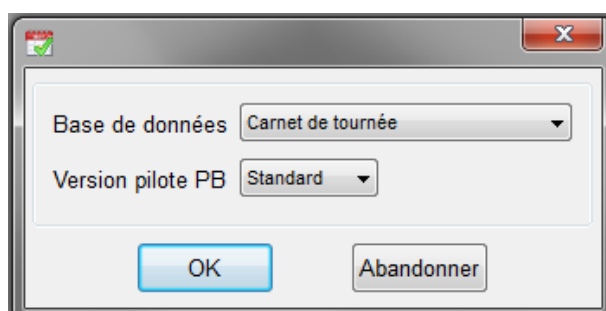 Base de données Carnet de tournée
Version pilote PB Standard
OK Abandonner